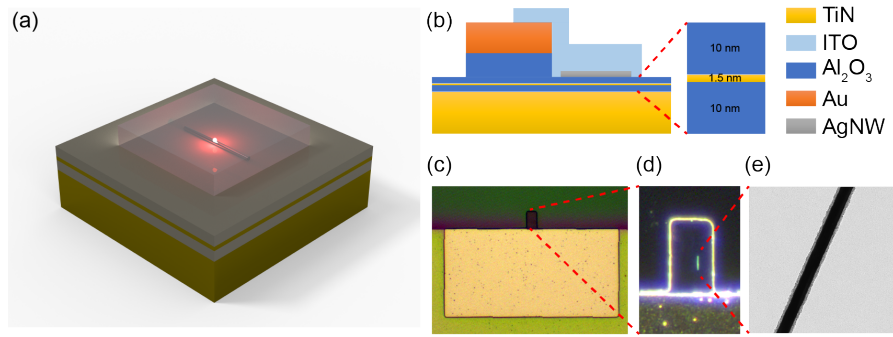 (a)
(b)
10 nm
1.5 nm
10 nm
TiN
ITO
Al₂O₃
Au
AgNW
(c)
(d)
(e)